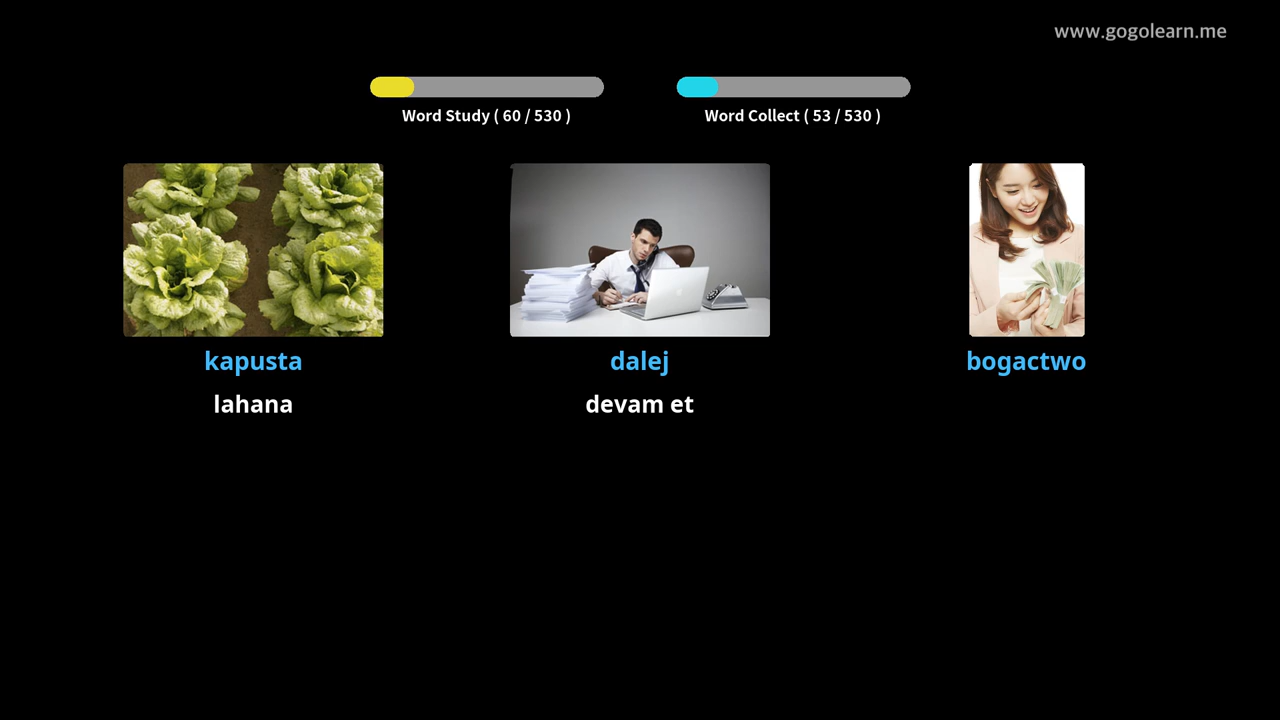 www.gogolearn.me
Word Study ( 60 / 530 )
Word Collect ( 53 / 530 )
kapusta
dalej
bogactwo
lahana
devam et